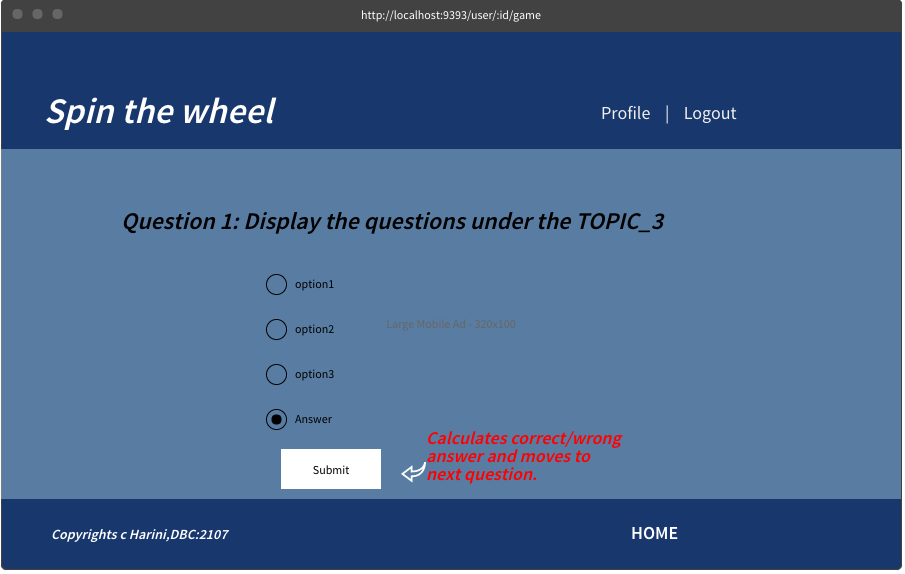 http://localhost:9393/user/:id/game
Spin the wheel
Profile | Logout
Question 1: Display the questions under the TOPIC_3
option1
option2
Large Mobile Ad - 320x100
option3
Answer
Calculates correct/wrong
answer and moves to
next question.
Submit
Copyrights c Harini,DBC:2107
HOME